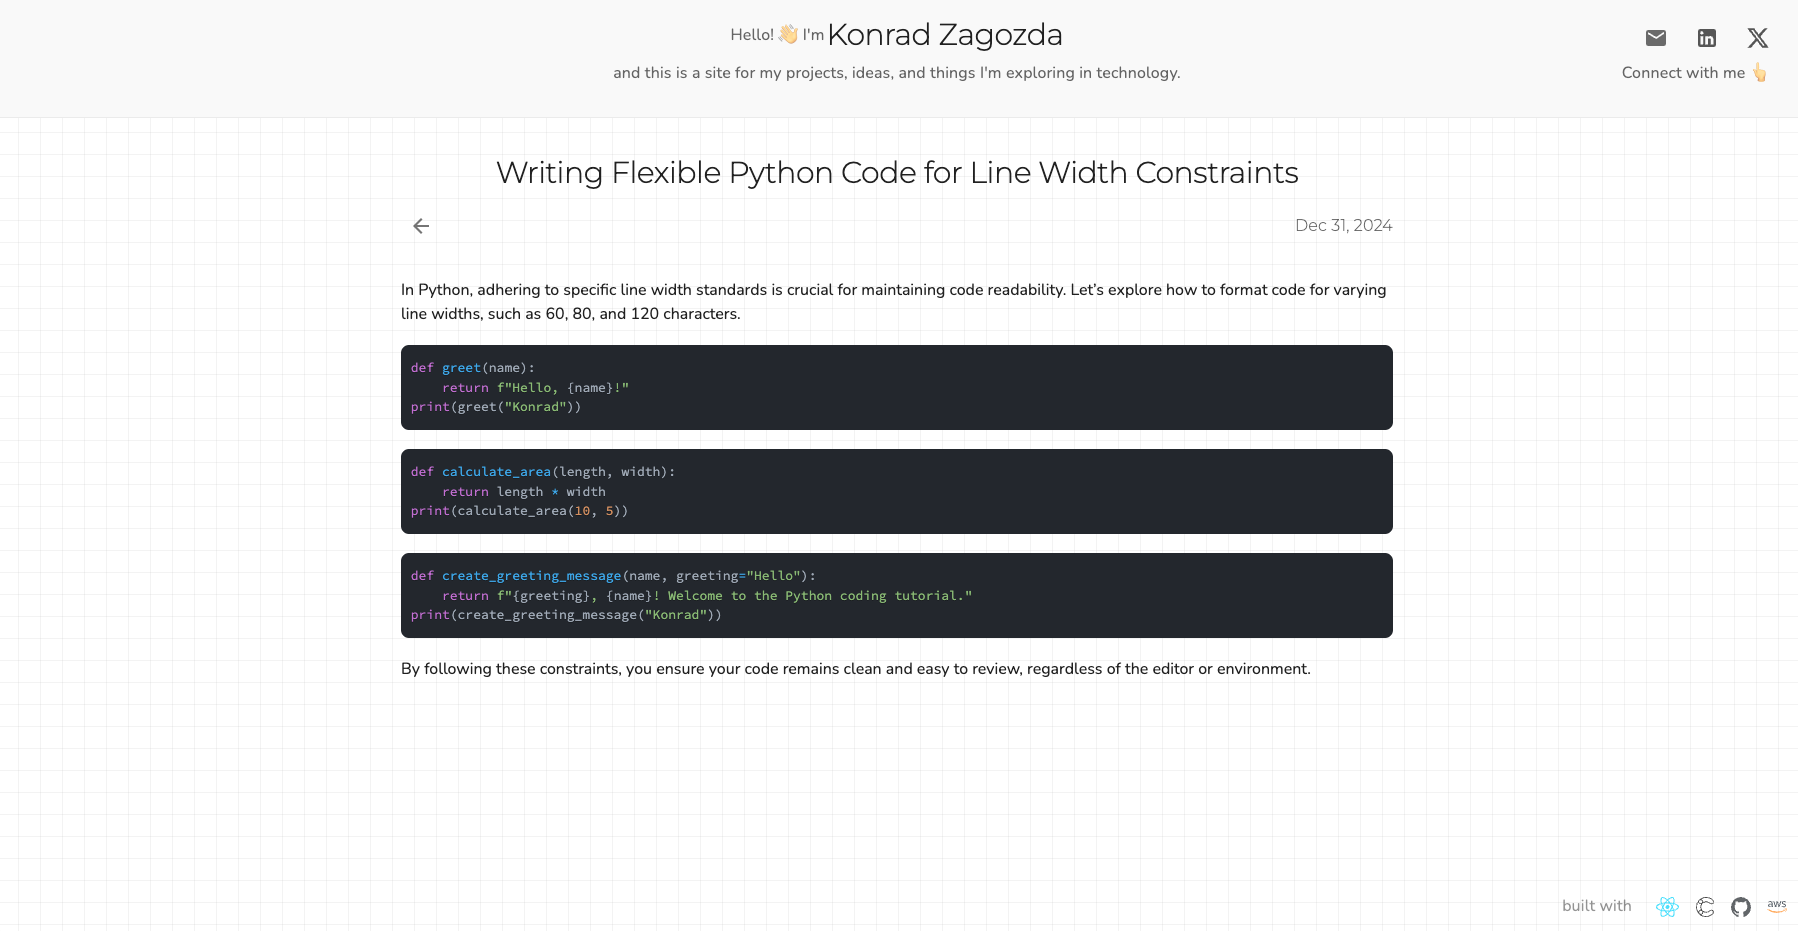 Hello! 👋 I'm Konrad Zagozda
and this is a site for my projects, ideas, and things I'm exploring in technology.
Connect with me 👆
Writing Flexible Python Code for Line Width Constraints
Dec 31, 2024
In Python, adhering to specific line width standards is crucial for maintaining code readability. Let’s explore how to format code for varying
line widths, such as 60, 80, and 120 characters.
def greet(name):
    return f"Hello, {name}!"
print(greet("Konrad"))
def calculate_area(length, width):
    return length * width
print(calculate_area(10, 5))
def create_greeting_message(name, greeting="Hello"):
    return f"{greeting}, {name}! Welcome to the Python coding tutorial."
print(create_greeting_message("Konrad"))
By following these constraints, you ensure your code remains clean and easy to review, regardless of the editor or environment.
built with
aws